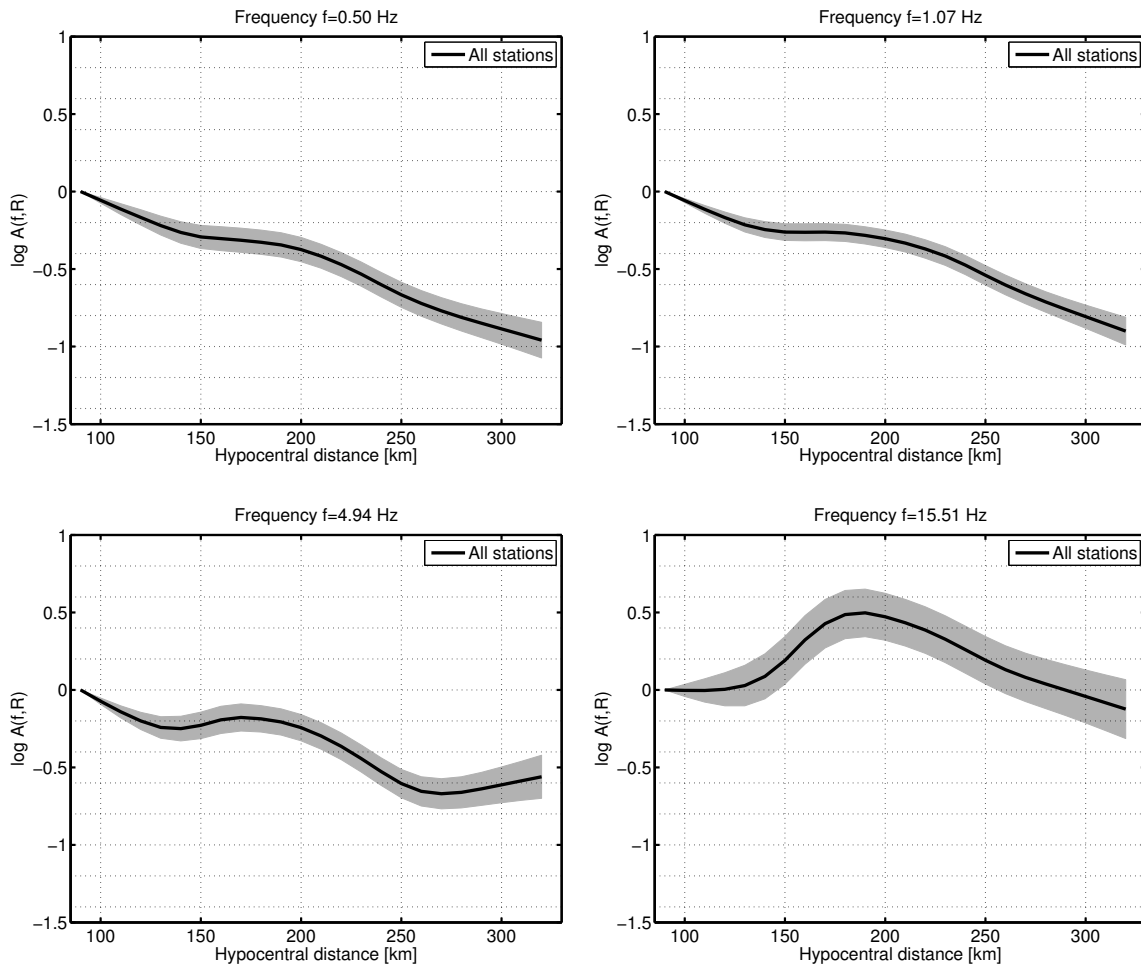 Frequency f=0.50 Hz
All stations
1
0.5
0
−0.5
−1
−1.5
log A(f,R)
100 150 200 250 300
Hypocentral distance [km]
Frequency f=1.07 Hz
All stations
1
0.5
0
−0.5
−1
−1.5
log A(f,R)
100 150 200 250 300
Hypocentral distance [km]
Frequency f=4.94 Hz
All stations
1
0.5
0
−0.5
−1
−1.5
log A(f,R)
100 150 200 250 300
Hypocentral distance [km]
Frequency f=15.51 Hz
All stations
1
0.5
0
−0.5
−1
−1.5
log A(f,R)
100 150 200 250 300
Hypocentral distance [km]